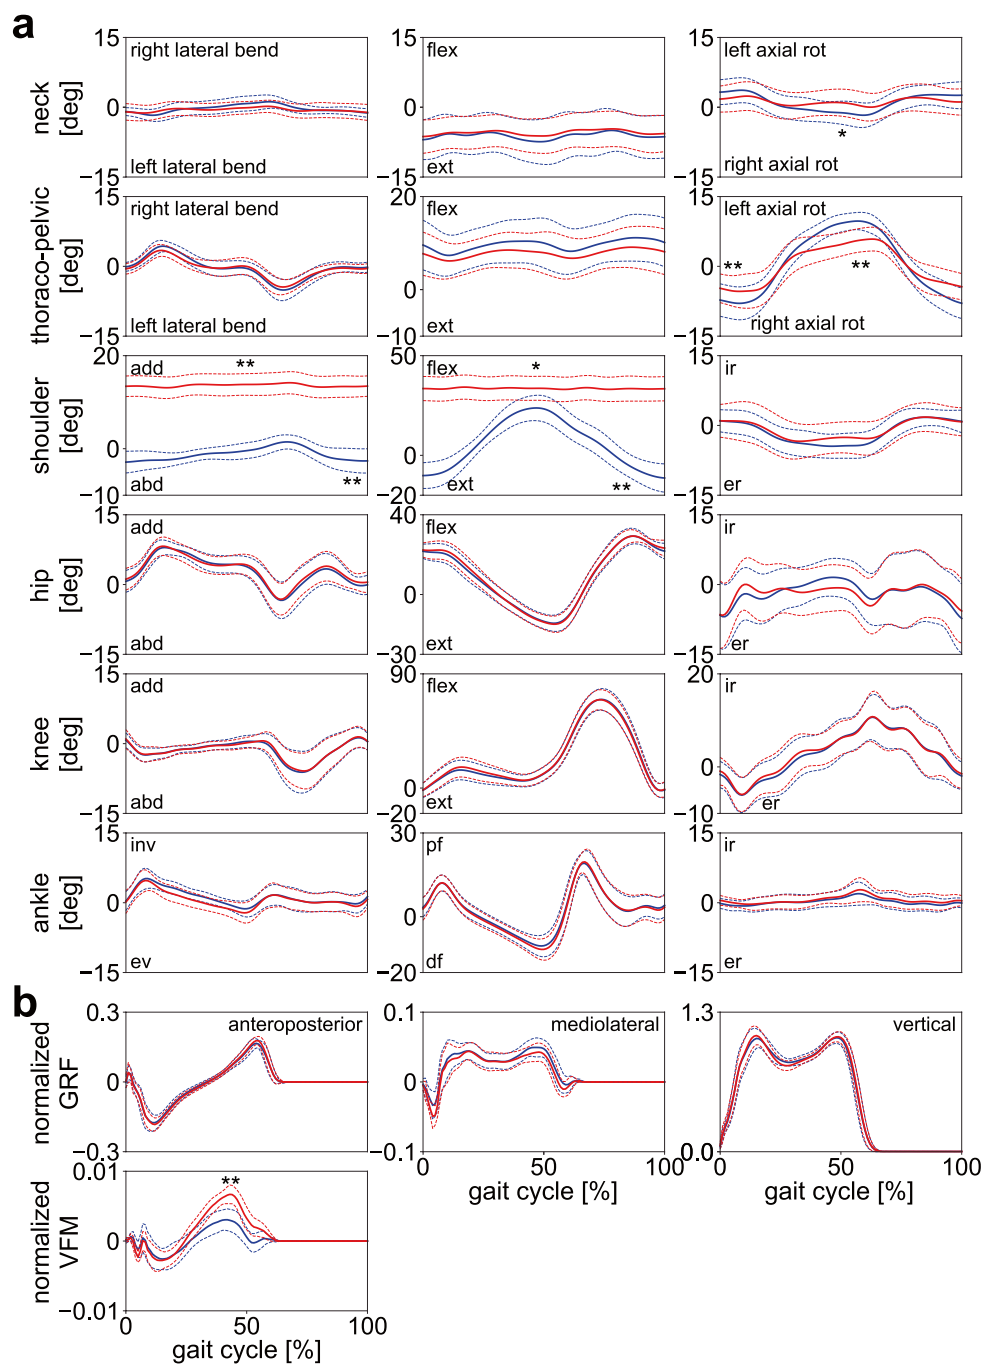 a
neck
[deg]
15
0
−15
right lateral bend
left lateral bend
15
0
−15
flex
ext
15
0
−15
left axial rot
*
right axial rot
thoraco-pelvic
[deg]
15
0
−15
right lateral bend
left lateral bend
20
0
−10
flex
ext
15
0
−15
left axial rot
**
**
right axial rot
shoulder
[deg]
20
0
−10
add
**
abd
**
50
0
−20
flex
*
ext
**
15
0
−15
ir
er
hip
[deg]
15
0
−15
add
abd
40
0
−30
flex
ext
15
0
−15
ir
er
knee
[deg]
15
0
−15
add
abd
90
0
−20
flex
ext
20
0
−10
ir
er
ankle
[deg]
15
0
−15
inv
ev
30
0
−20
pf
df
15
0
−15
ir
er
b
normalized
GRF
0.3
0
−0.3
anteroposterior
0.1
0
−0.1
mediolateral
0 50 100
gait cycle [%]
1.3
0.0
vertical
0 50 100
gait cycle [%]
normalized
VFM
0.01
0
−0.01
**
0 50 100
gait cycle [%]